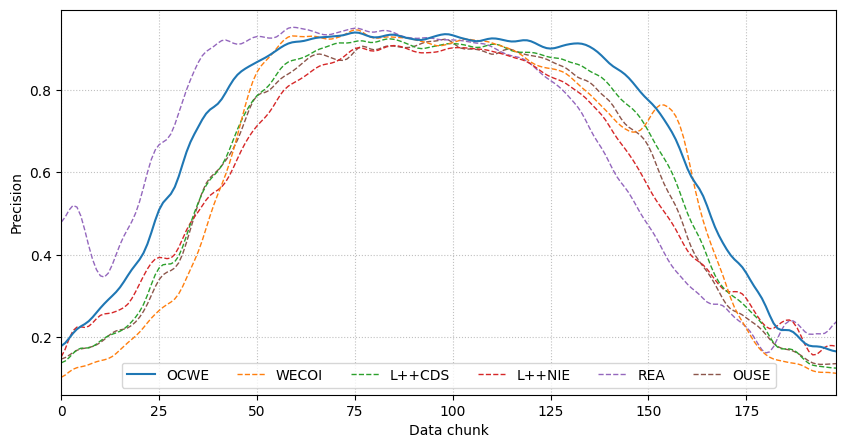 Precision
0.8
0.6
0.4
0.2
OCWE WECOI L++CDS L++NIE REA OUSE
0 25 50 75 100 125 150 175
Data chunk